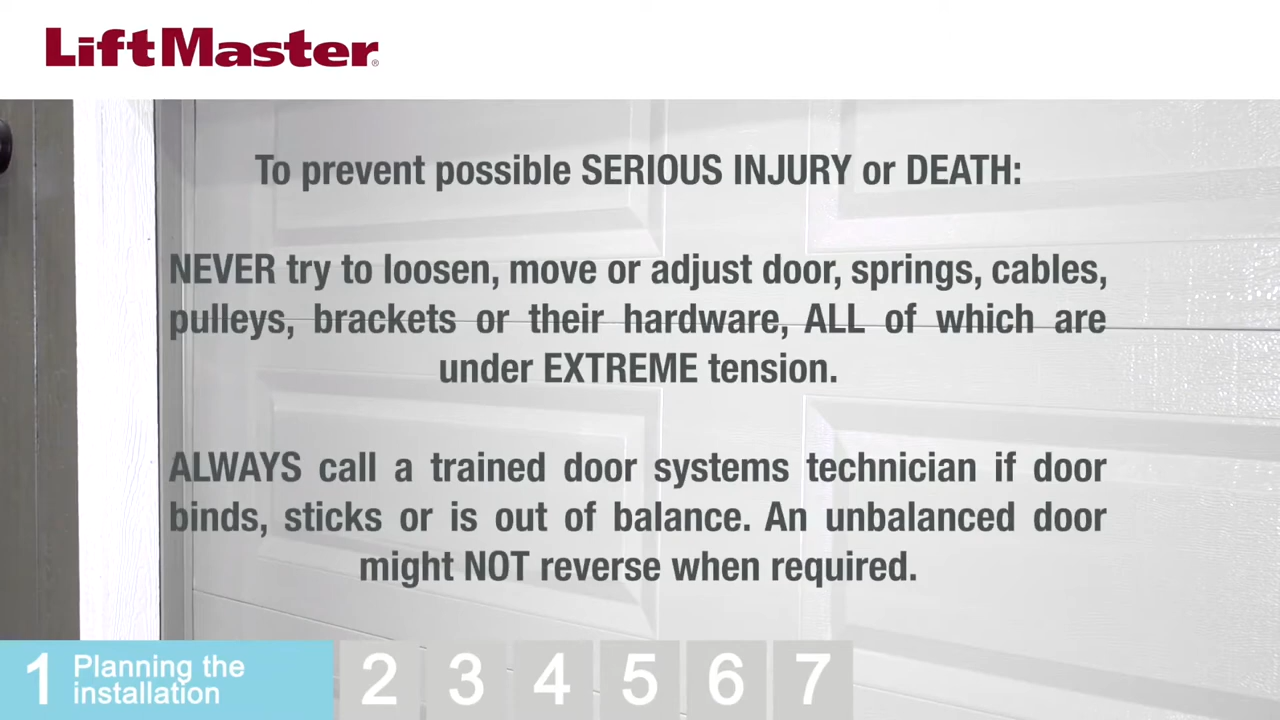 LiftMaster®
To prevent possible SERIOUS INJURY or DEATH:
NEVER try to loosen, move or adjust door, springs, cables,
pulleys, brackets or their hardware, ALL of which are
under EXTREME tension.
ALWAYS call a trained door systems technician if door
binds, sticks or is out of balance. An unbalanced door
might NOT reverse when required.
1 Planning the
installation
2 3 4 5 6 7